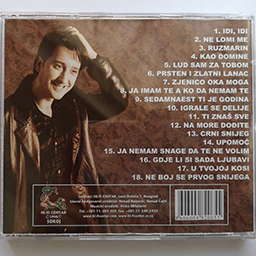 1. IDI, IDI
2. NE LOMI ME
3. RUZMARIN
4. KAO DOMINE
5. LUD SAM ZA TOBOM
6. PRSTEN I ZLATNI LANAC
7. ZJENICO OKA MOGA
8. JA IMAM TE A KO DA NEMAM TE
9. SEDAMNAEST TI JE GODINA
10. IGRALE SE DELIJE
11. TI ZNAŠ SVE
12. NA MORE DOĐITE
13. CRNI SNIJEG
14. UPOMOĆ
15. JA NEMAM SNAGE DA TE NE VOLIM
16. GDJE LI SI SADA LJUBAVI
17. U TVOJOJ KOSI
18. NE BOJ SE PRVOG SNIJEGA
HI-FI CENTAR
SOKOJ